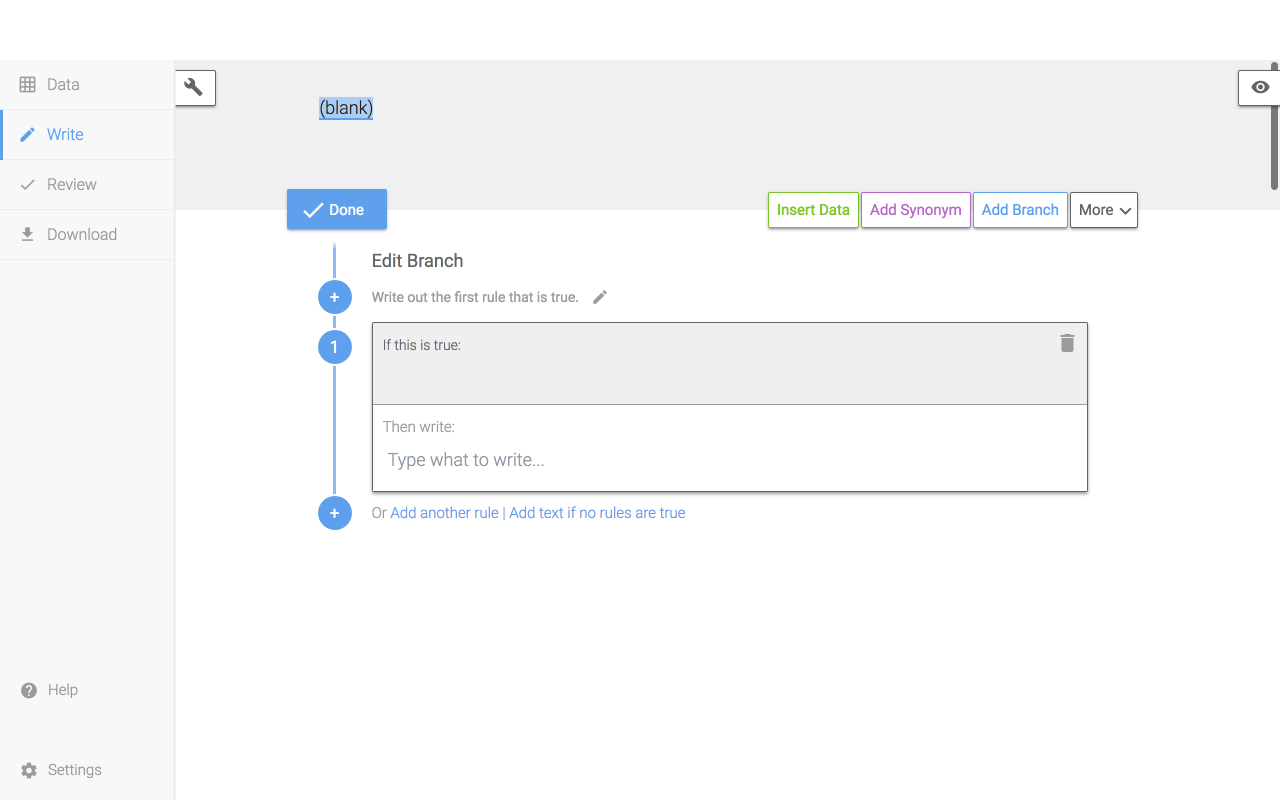 Data
Write
Review
Download
Help
Settings
(blank)
Done
Insert Data
Add Synonym
Add Branch
More
Edit Branch
+
Write out the first rule that is true.
1
If this is true:
Then write:
Type what to write...
+
Or Add another rule | Add text if no rules are true